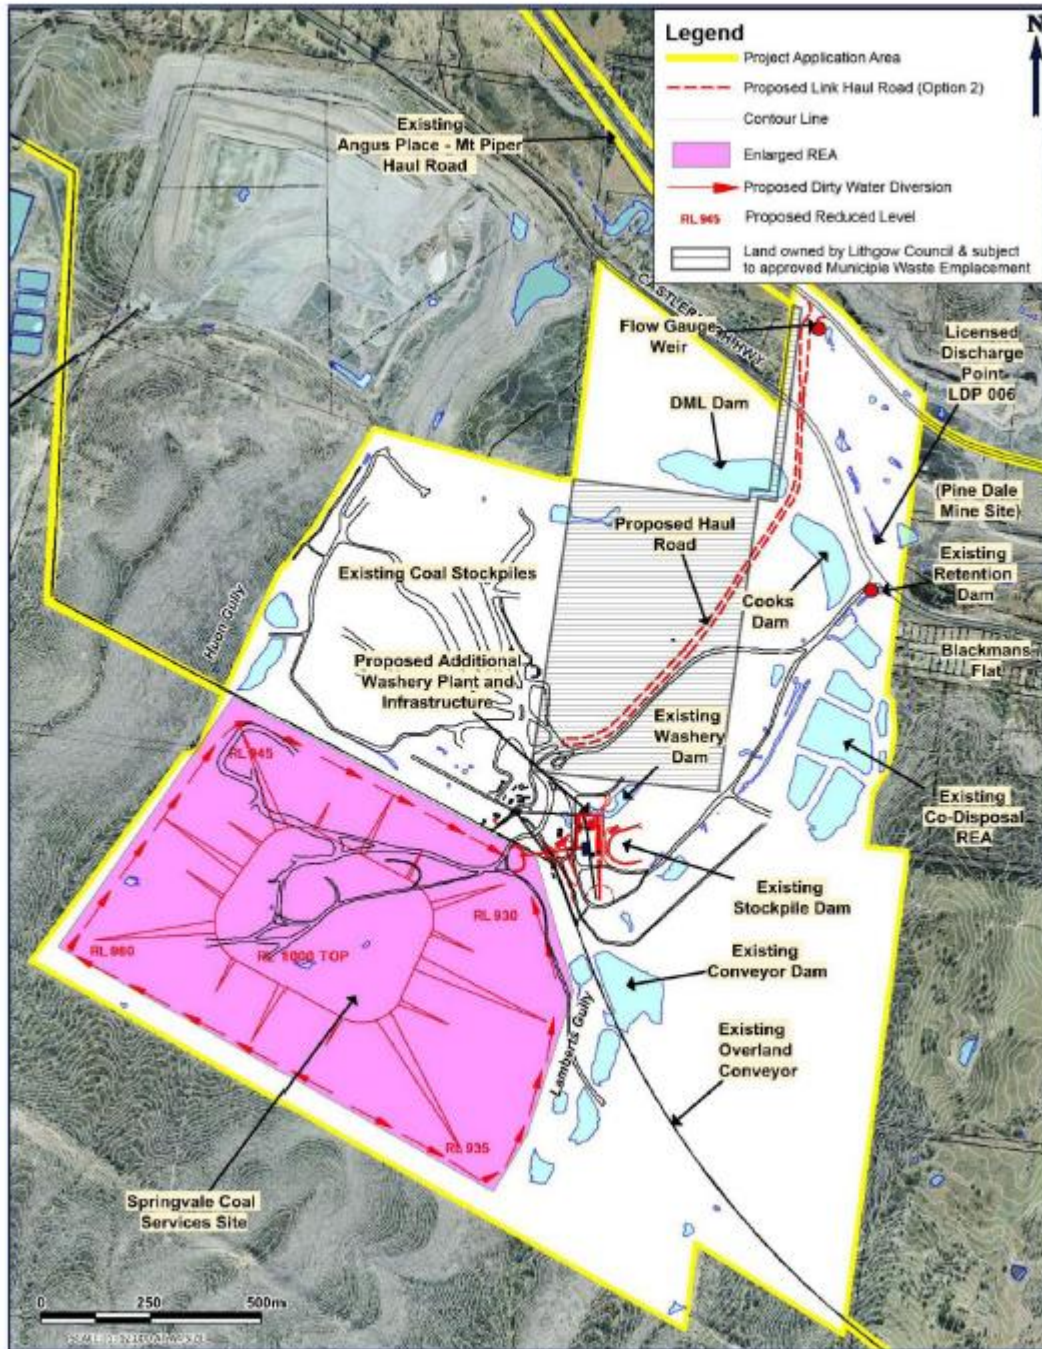 Legend
N
Project Application Area
Proposed Link Haul Road (Option 2)
Contour Line
Enlarged REA
Proposed Dirty Water Diversion
RL 945 Proposed Reduced Level
Land owned by Lithgow Council & subject
to approved Municiple Waste Emplacement
Existing
Angus Place - Mt Piper
Haul Road
CASTLEREAGH HWY
Flow Gauge
Weir
Licensed
Discharge
Point
LDP 006
DML Dam
(Pine Dale
Mine Site)
Proposed Haul
Road
Existing
Retention
Dam
Existing Coal Stockpiles
Cooks
Dam
Huon Gully
Blackmans
Flat
Proposed Additional
Washery Plant and
Infrastructure
Existing
Washery
Dam
RL 945
Existing
Co-Disposal
REA
RL 930
Existing
Stockpile Dam
RL 960
RL 1000 TOP
Existing
Conveyor Dam
Lamberts Gully
Existing
Overland
Conveyor
RL 935
Springvale Coal
Services Site
0 250 500m